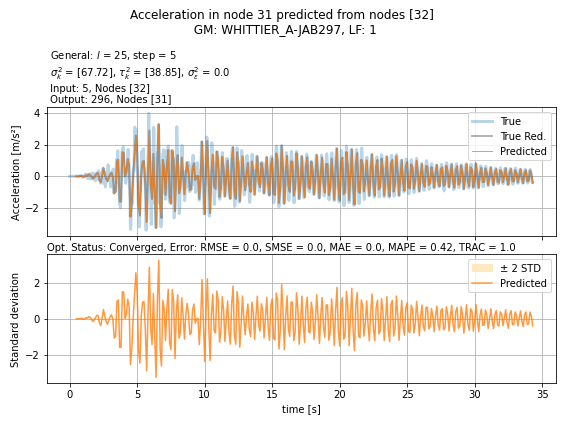 Acceleration in node 31 predicted from nodes [32]
GM: WHITTIER_A-JAB297, LF: 1
General: l = 25, step = 5
σ²ₖ = [67.72], τ²ₖ = [38.85], σ²ε = 0.0
Input: 5, Nodes [32]
Output: 296, Nodes [31]
4
2
0
−2
Acceleration [m/s²]
True
True Red.
Predicted
Opt. Status: Converged, Error: RMSE = 0.0, SMSE = 0.0, MAE = 0.0, MAPE = 0.42, TRAC = 1.0
2
0
−2
Standard deviation
± 2 STD
Predicted
0 5 10 15 20 25 30 35
time [s]